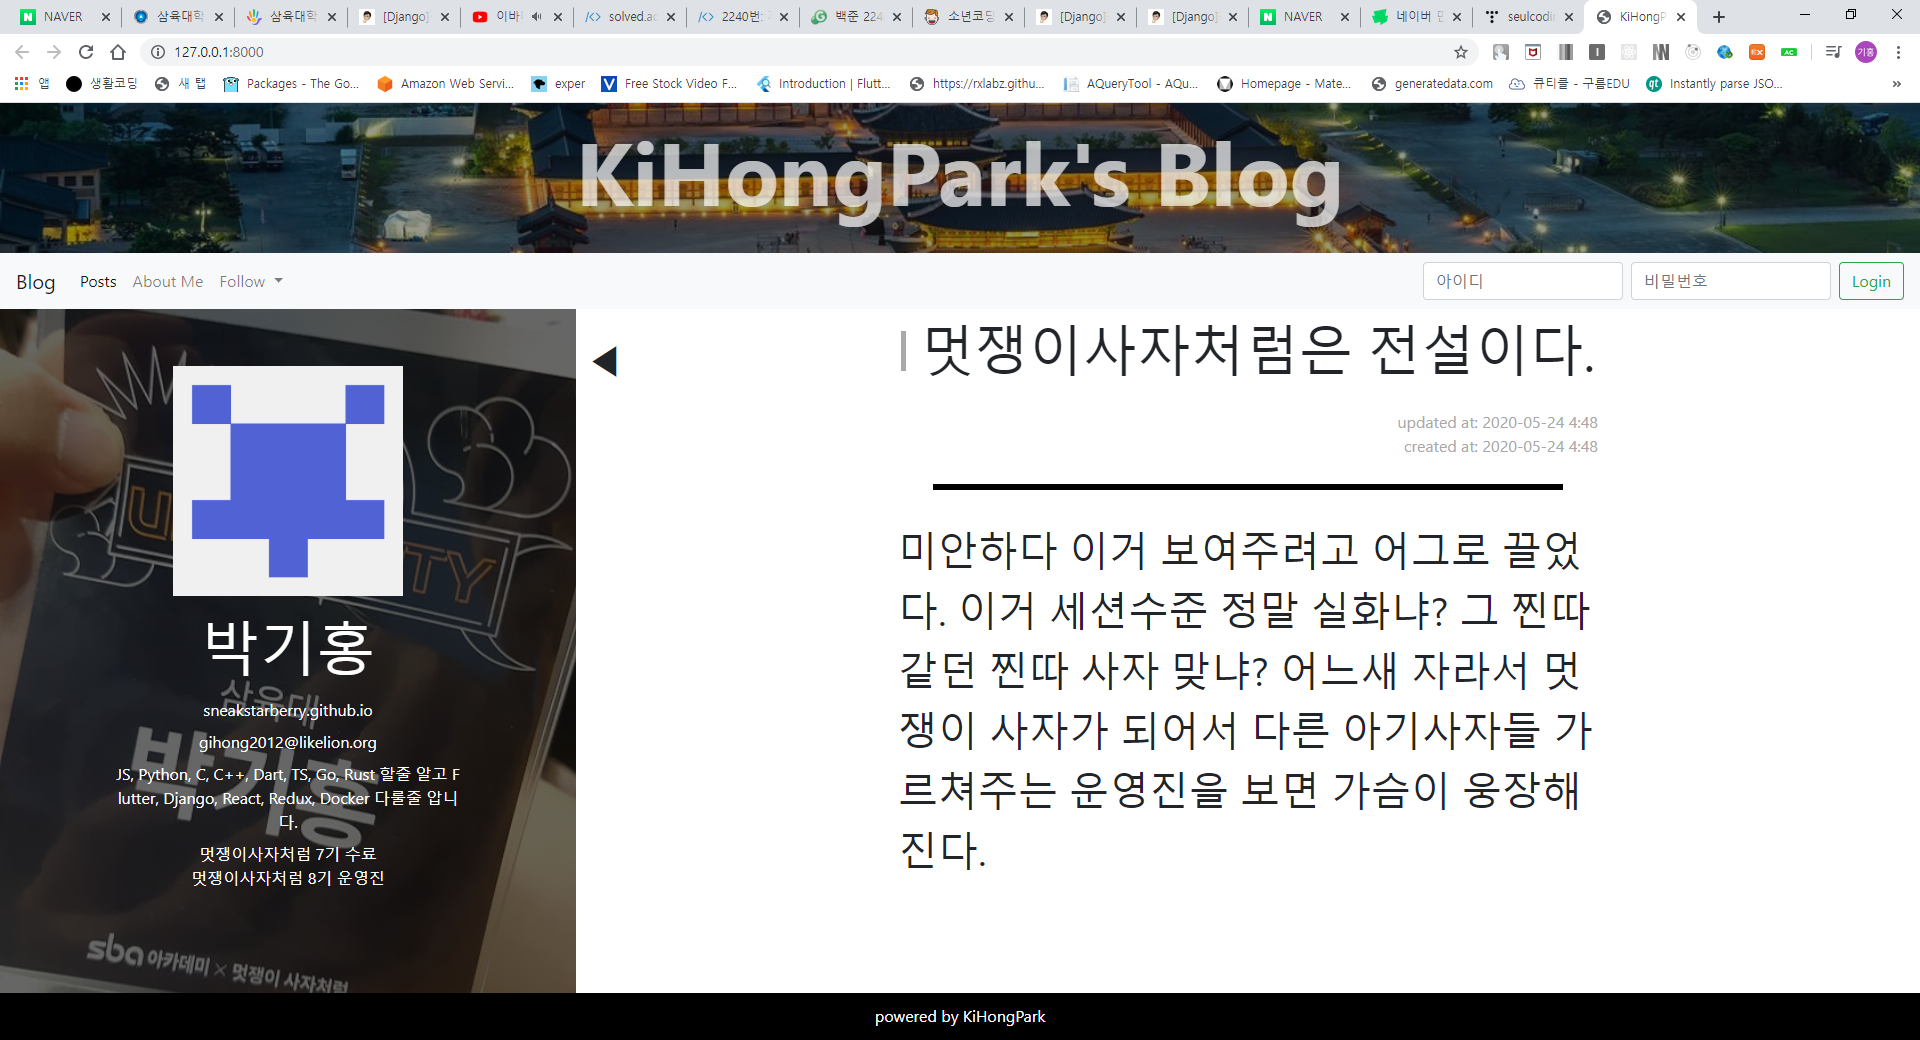 NAVER
삼육대학
삼육대학
[Django]
[Django]
이바
solved.ac
2240번:
백준 224
소년코딩
[Django]
[Django]
NAVER
네이버
seulcodin
KiHongP
127.0.0.1:8000
기홍
앱
생활코딩
새 탭
Packages - The Go...
Amazon Web Servi...
exper
Free Stock Video F...
Introduction | Flutt...
https://rxlabz.githu...
AQueryTool - AQu...
Homepage - Mate...
generatedata.com
큐티클 - 구름EDU
Instantly parse JSO...
»
KiHongPark's Blog
Blog
Posts
About Me
Follow
아이디
비밀번호
Login
◀
멋쟁이사자처럼은 전설이다.
updated at: 2020-05-24 4:48
created at: 2020-05-24 4:48
미안하다 이거 보여주려고 어그로 끌었
다. 이거 세션수준 정말 실화냐? 그 찐따
같던 찐따 사자 맞냐? 어느새 자라서 멋
쟁이 사자가 되어서 다른 아기사자들 가
르쳐주는 운영진을 보면 가슴이 웅장해
진다.
박기홍
삼육대
sneakstarberry.github.io
gihong2012@likelion.org
박기홍
JS, Python, C, C++, Dart, TS, Go, Rust 할줄 알고 F
lutter, Django, React, Redux, Docker 다룰줄 압니
다.
멋쟁이사자처럼 7기 수료
멋쟁이사자처럼 8기 운영진
sba 아카데미 × 멋쟁이 사자처럼
powered by KiHongPark